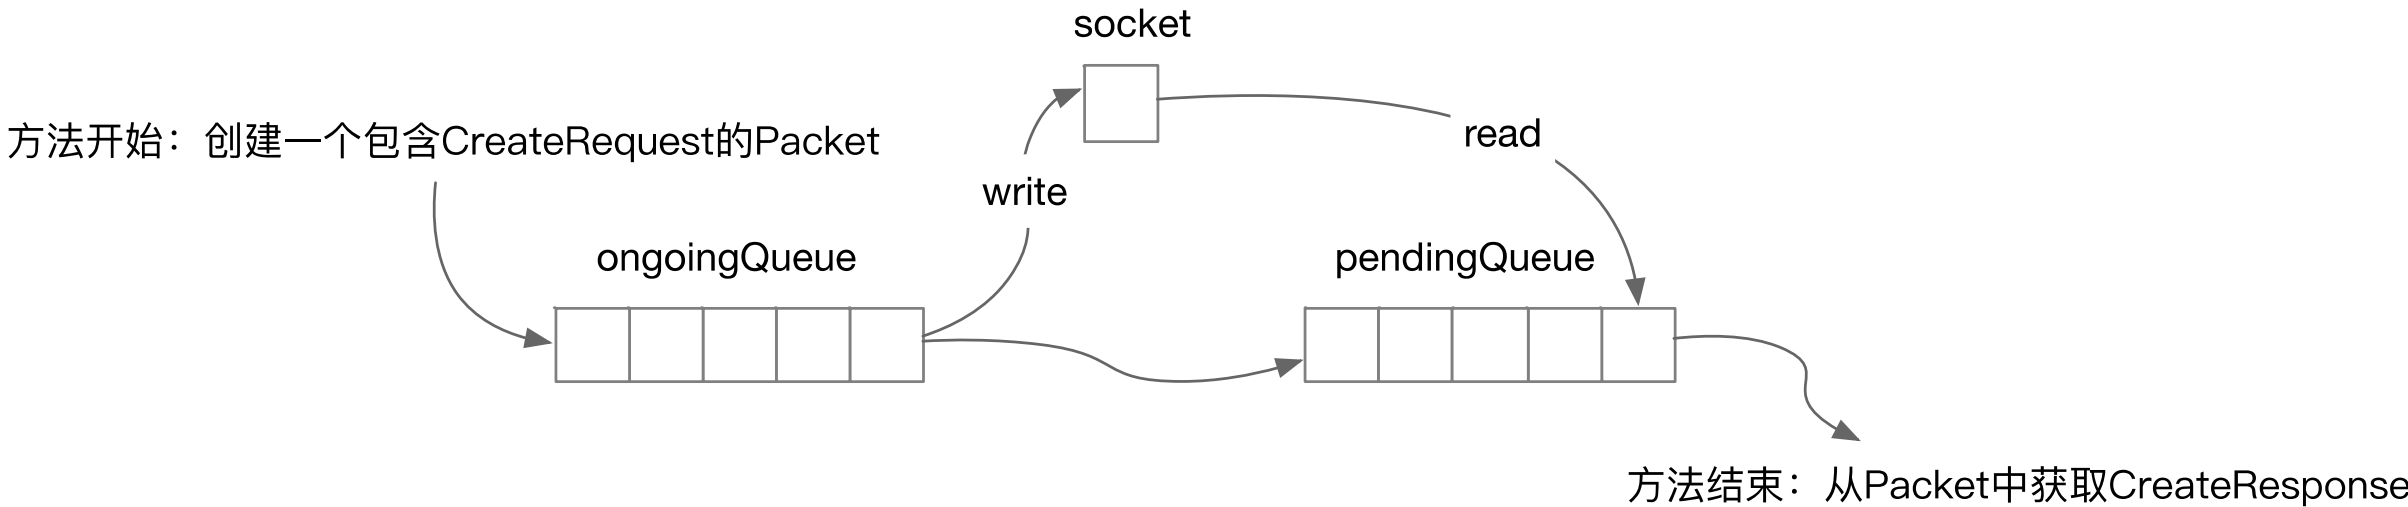 socket
方法开始：创建一个包含CreateRequest的Packet
read
write
ongoingQueue
pendingQueue
方法结束：从Packet中获取CreateResponse